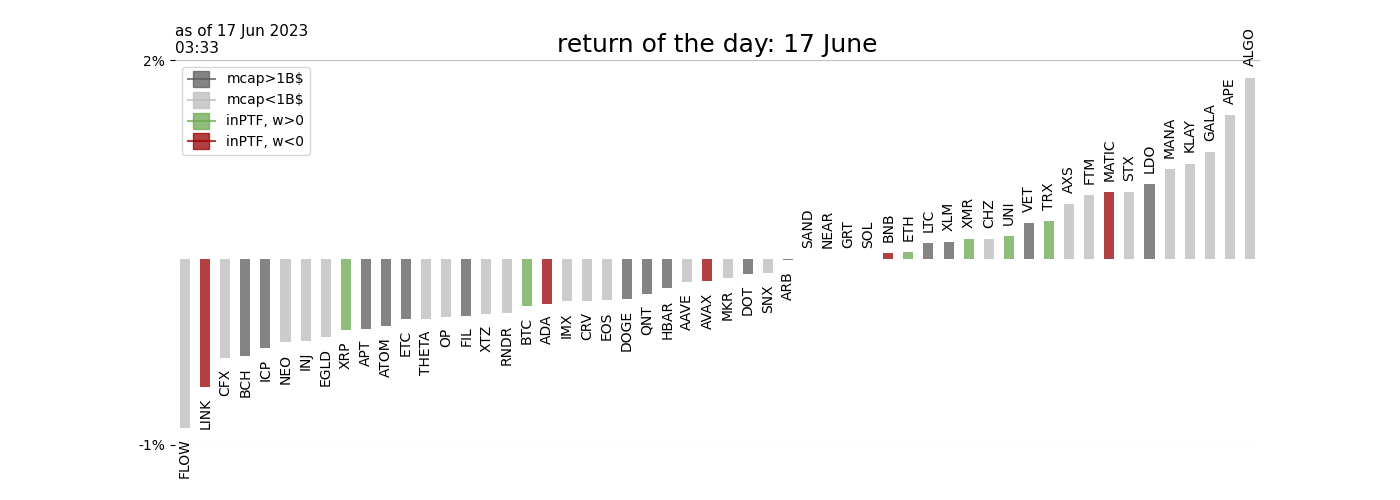 as of 17 Jun 2023
03:33
return of the day: 17 June
2%
-1%
mcap>1B$
mcap<1B$
inPTF, w>0
inPTF, w<0
FLOW
LINK
CFX
BCH
ICP
NEO
INJ
EGLD
XRP
APT
ATOM
ETC
THETA
OP
FIL
XTZ
RNDR
BTC
ADA
IMX
CRV
EOS
DOGE
QNT
HBAR
AAVE
AVAX
MKR
DOT
SNX
ARB
SAND
NEAR
GRT
SOL
BNB
ETH
LTC
XLM
XMR
CHZ
UNI
VET
TRX
AXS
FTM
MATIC
STX
LDO
MANA
KLAY
GALA
APE
ALGO